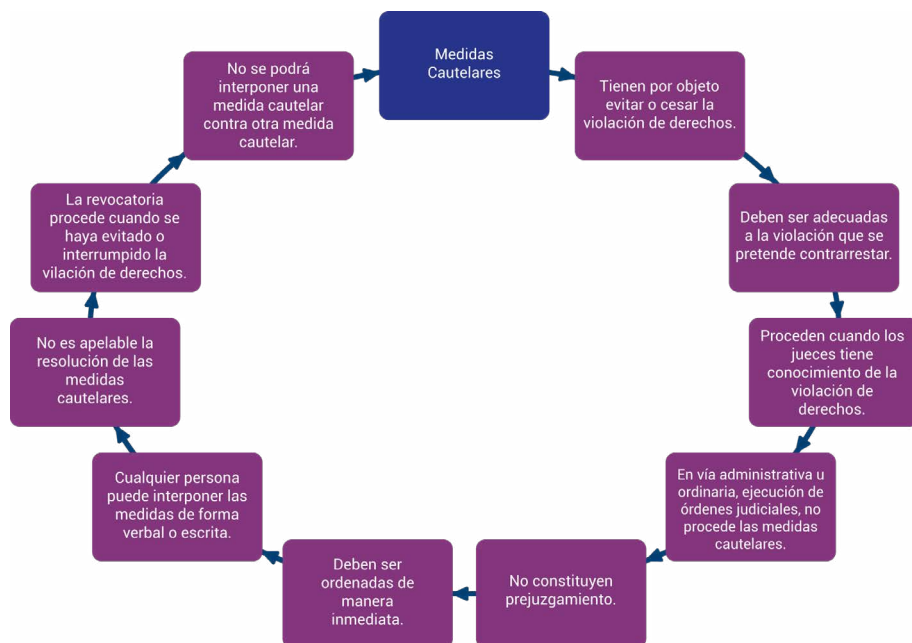 Medidas
Cautelares
Tienen por objeto
evitar o cesar la
violación de derechos.
Deben ser adecuadas
a la violación que se
pretende contrarrestar.
Proceden cuando los
jueces tiene
conocimiento de la
violación de
derechos.
En vía administrativa u
ordinaria, ejecución de
órdenes judiciales, no
procede las medidas
cautelares.
No constituyen
prejuzgamiento.
Deben ser
ordenadas de
manera
inmediata.
Cualquier persona
puede interponer las
medidas de forma
verbal o escrita.
No es apelable la
resolución de las
medidas
cautelares.
La revocatoria
procede cuando se
haya evitado o
interrumpido la
vilación de derechos.
No se podrá
interponer una
medida cautelar
contra otra medida
cautelar.